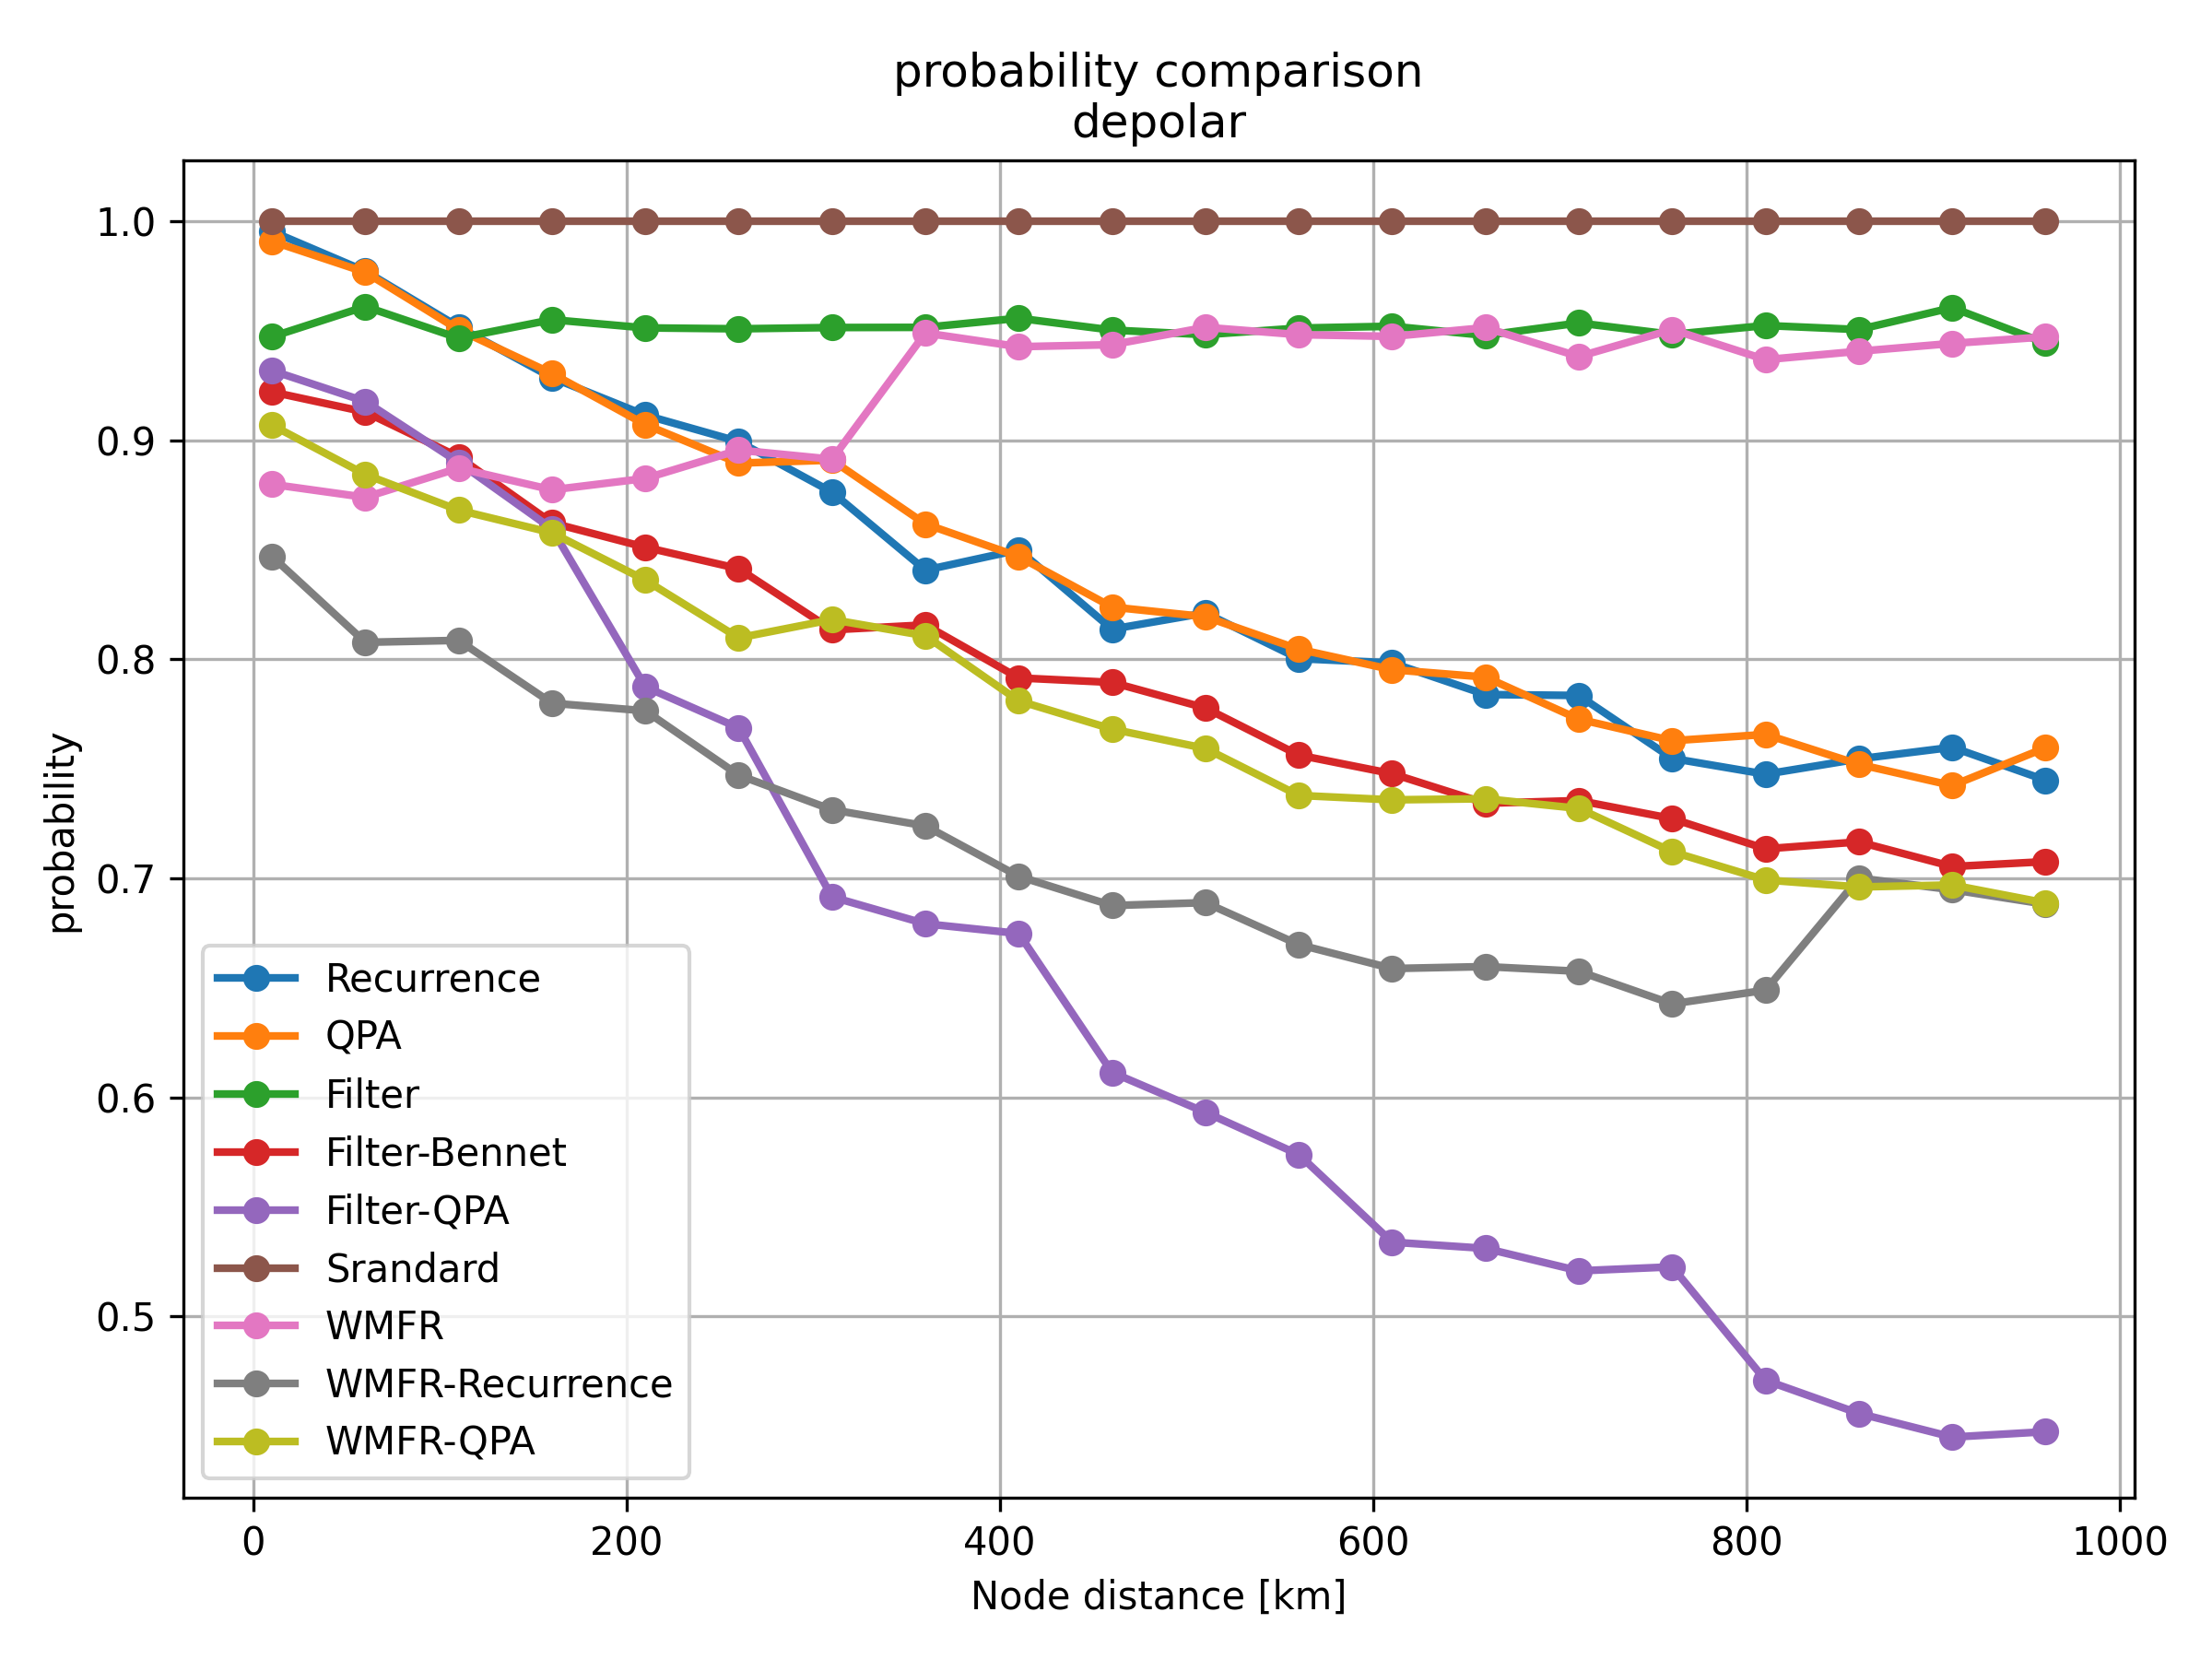 probability comparison
depolar
probability
1.0
0.9
0.8
0.7
0.6
0.5
Recurrence
QPA
Filter
Filter-Bennet
Filter-QPA
Srandard
WMFR
WMFR-Recurrence
WMFR-QPA
0 200 400 600 800 1000
Node distance [km]